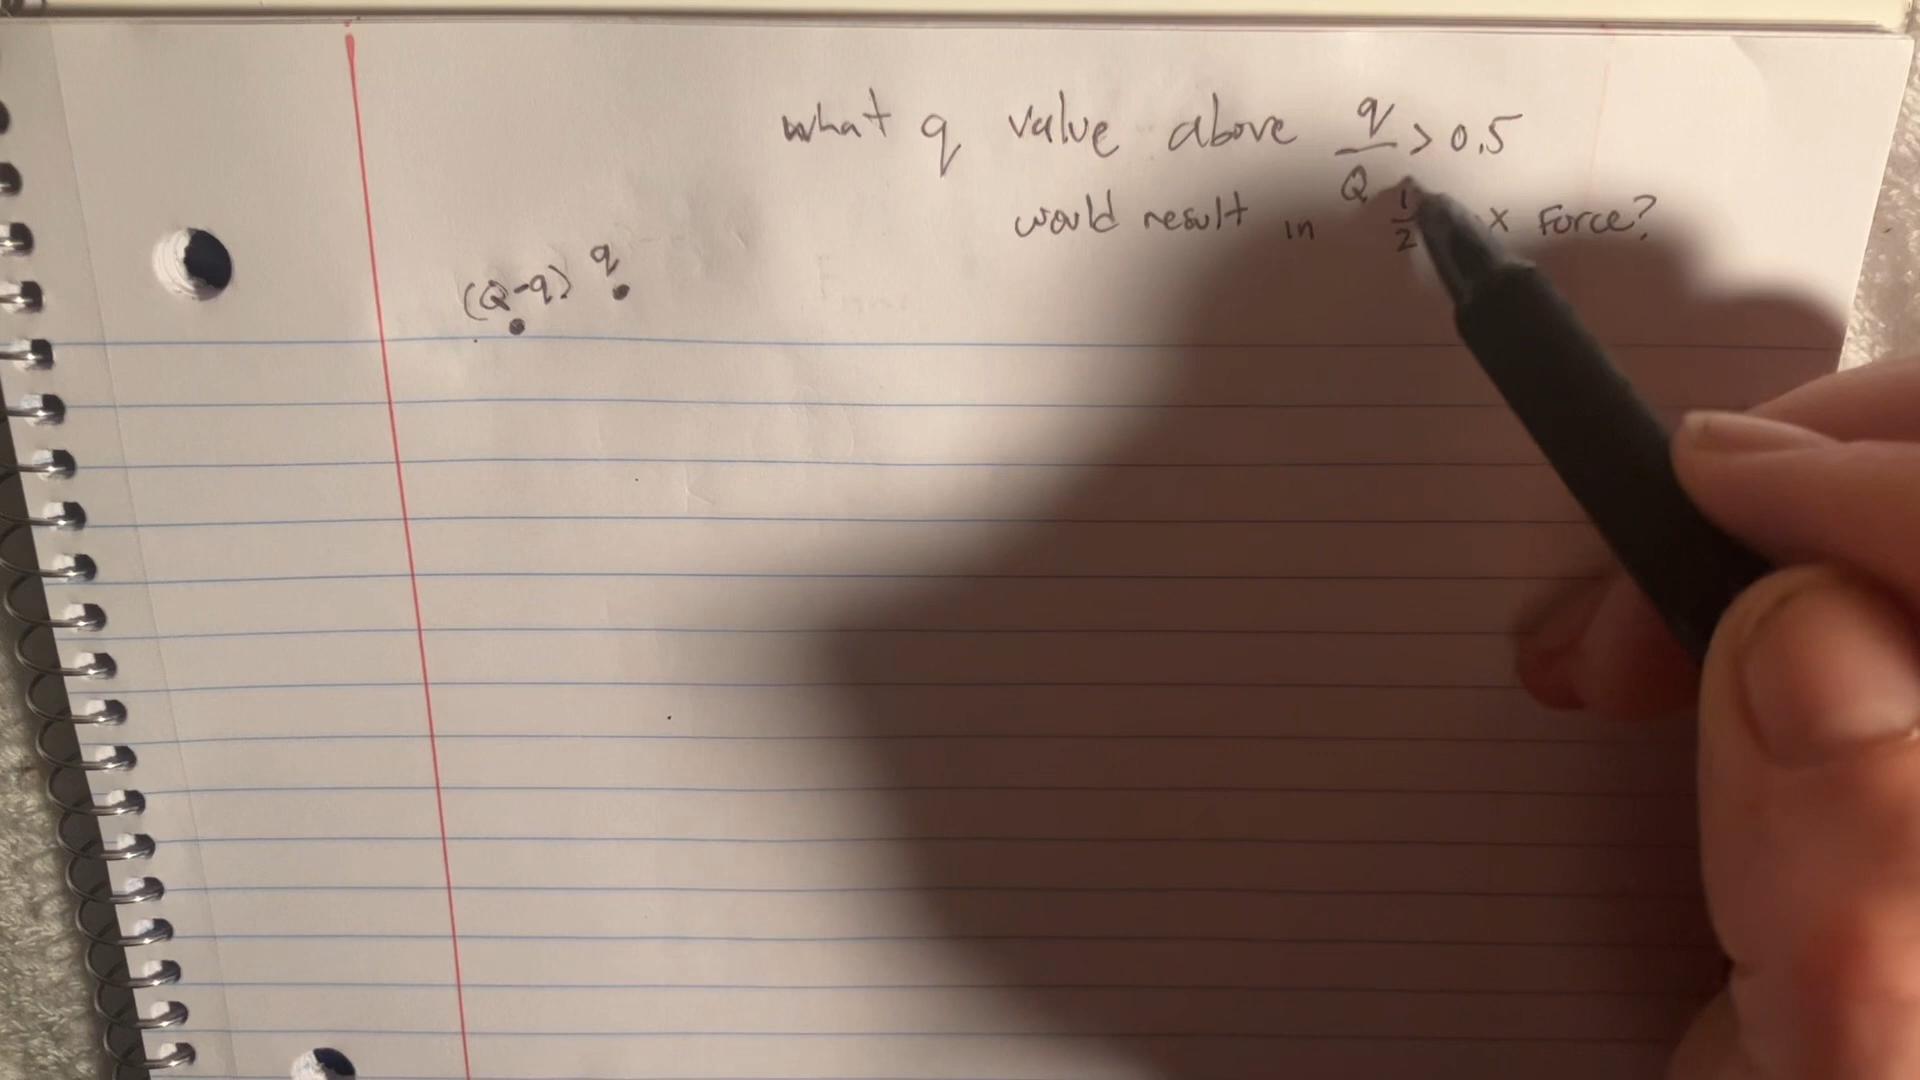 what q value above q/Q > 0.5
would result in 1/2 x Force?
(Q-q) q